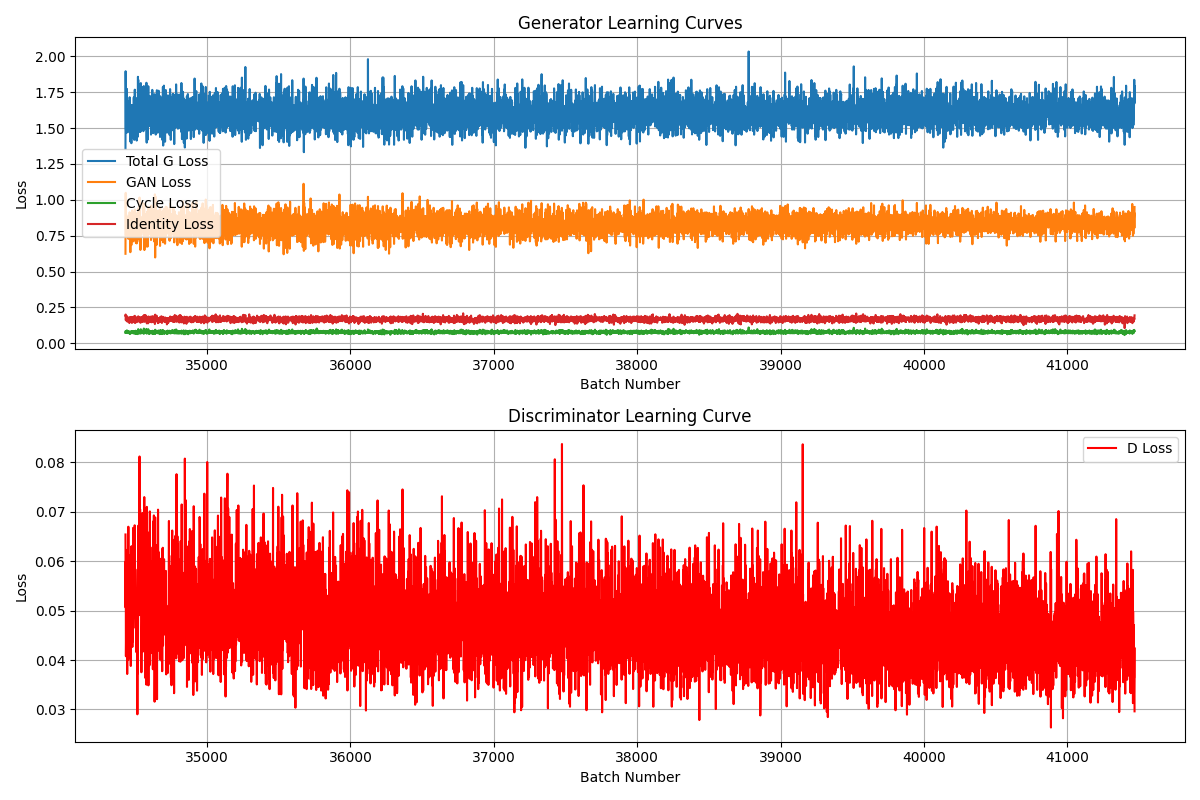 Generator Learning Curves
2.00
1.75
1.50
1.25
1.00
0.75
0.50
0.25
0.00
Loss
Total G Loss
GAN Loss
Cycle Loss
Identity Loss
35000 36000 37000 38000 39000 40000 41000
Batch Number
Discriminator Learning Curve
D Loss
0.08
0.07
0.06
0.05
0.04
0.03
Loss
35000 36000 37000 38000 39000 40000 41000
Batch Number